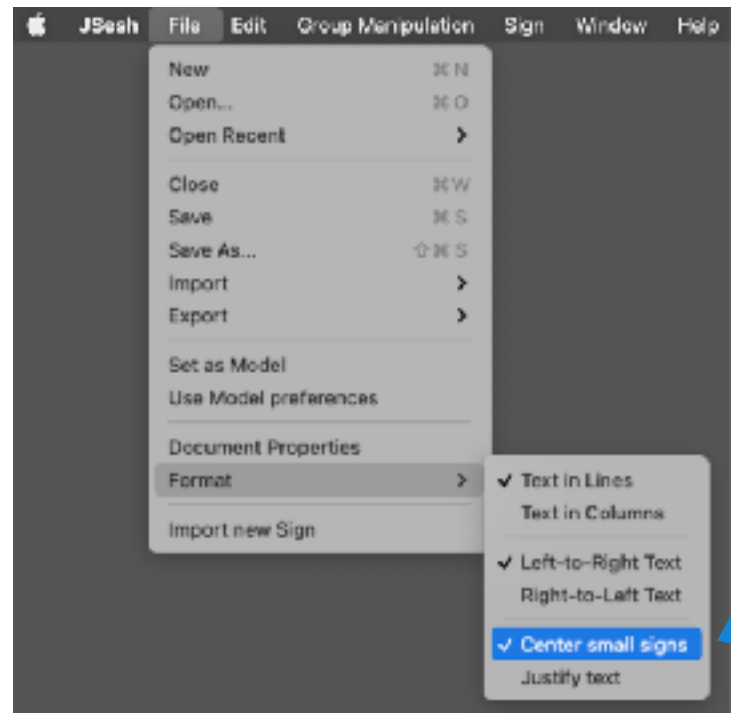 JSesh File Edit Group Manipulation Sign Window Help
New ⌘ N
Open... ⌘ O
Open Recent
Close ⌘ W
Save ⌘ S
Save As... ⇧ ⌘ S
Import
Export
Set as Model
Use Model preferences
Document Properties
Format
Import new Sign
✓ Text in Lines
Text in Columns
✓ Left-to-Right Text
Right-to-Left Text
✓ Center small signs
Justify text